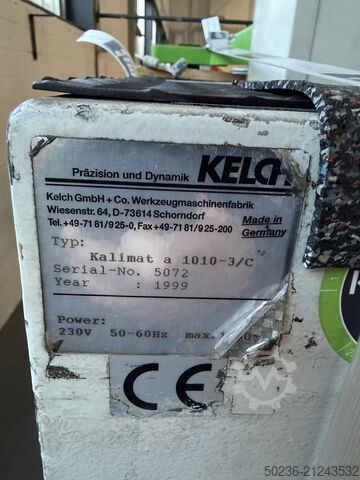 Präzision und Dynamik KELCH
Kelch GmbH + Co. Werkzeugmaschinenfabrik
Wiesenstr. 64, D-73614 Schorndorf
Tel. +49-71 81/9 25-0, Fax +49-71 81/9 25-200
Made in Germany
Typ:
Kalimat a 1010-3/C
Serial-No. 5072
Year : 1999
Power:
230V 50-60Hz max.
CE
50236-21243532